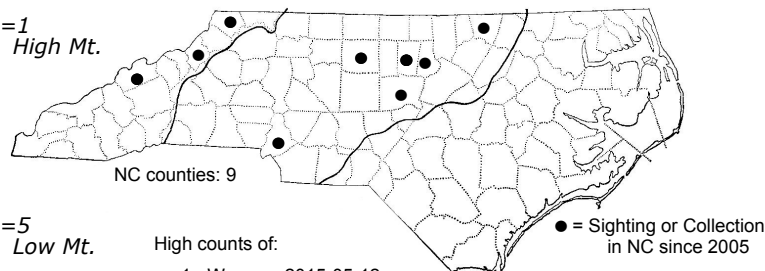 =1
High Mt.
NC counties: 9
=5
Low Mt.
High counts of:
● = Sighting or Collection
in NC since 2005